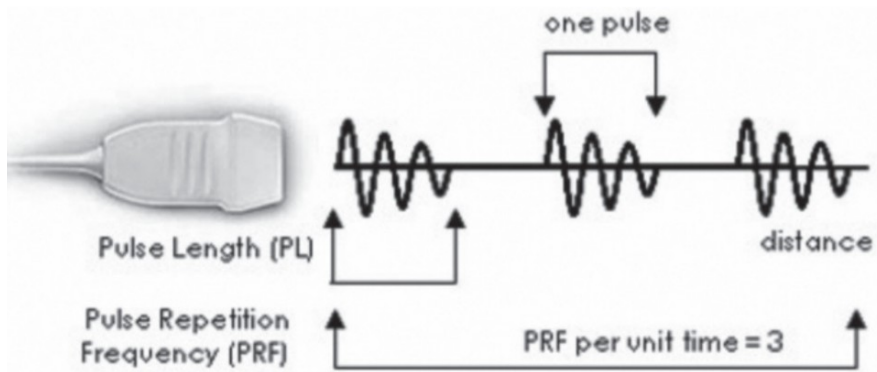 one pulse
Pulse Length (PL)
distance
Pulse Repetition
Frequency (PRF)
PRF per unit time = 3